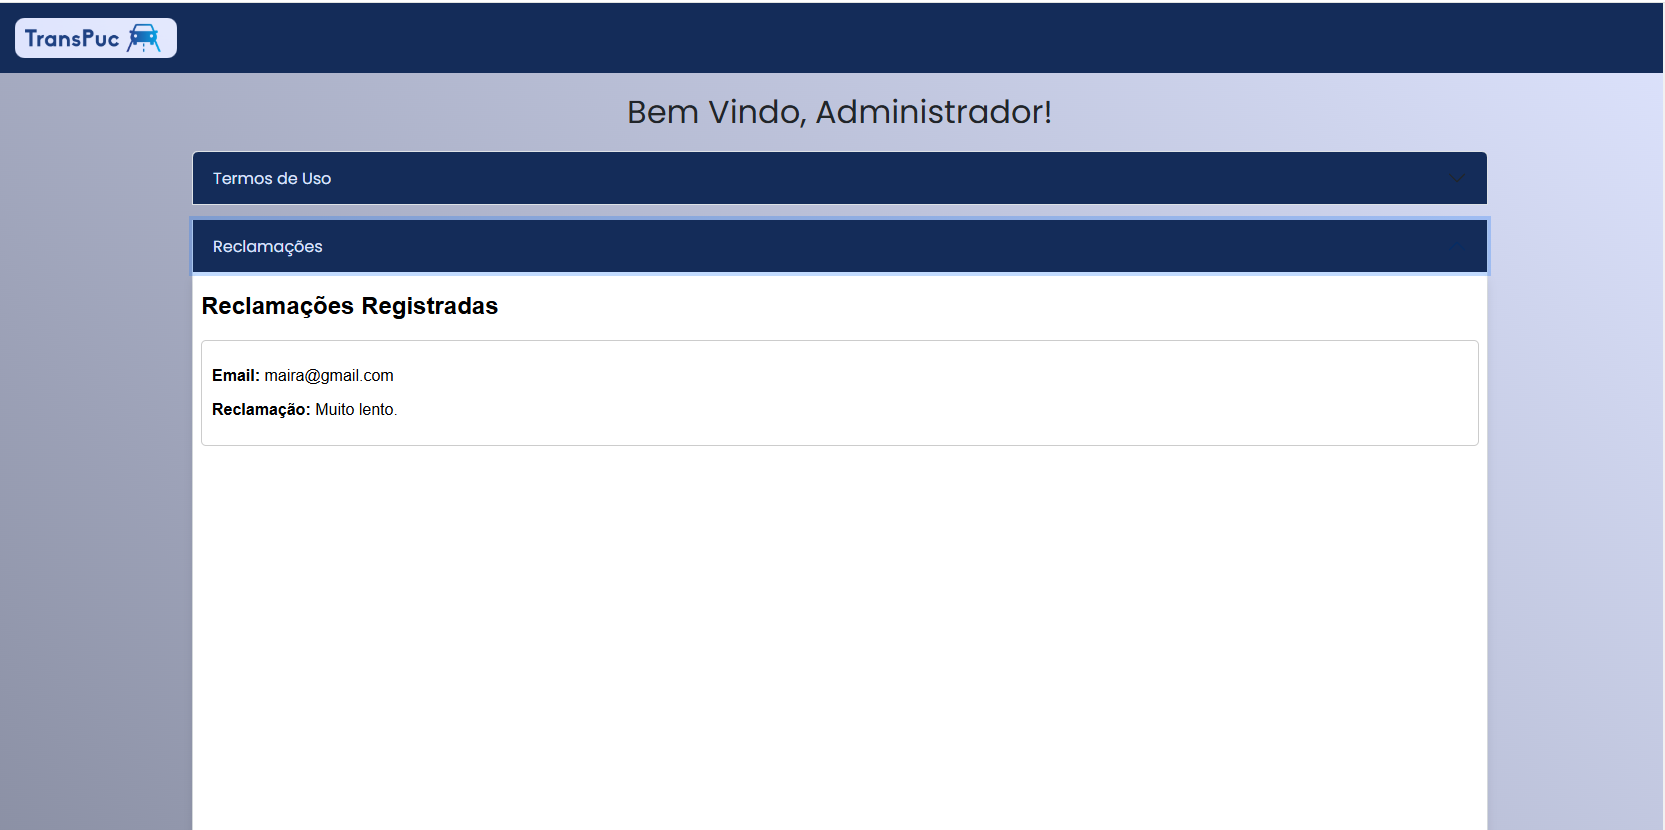 TransPuc
Bem Vindo, Administrador!
Termos de Uso
Reclamações
Reclamações Registradas
Email: maira@gmail.com
Reclamação: Muito lento.